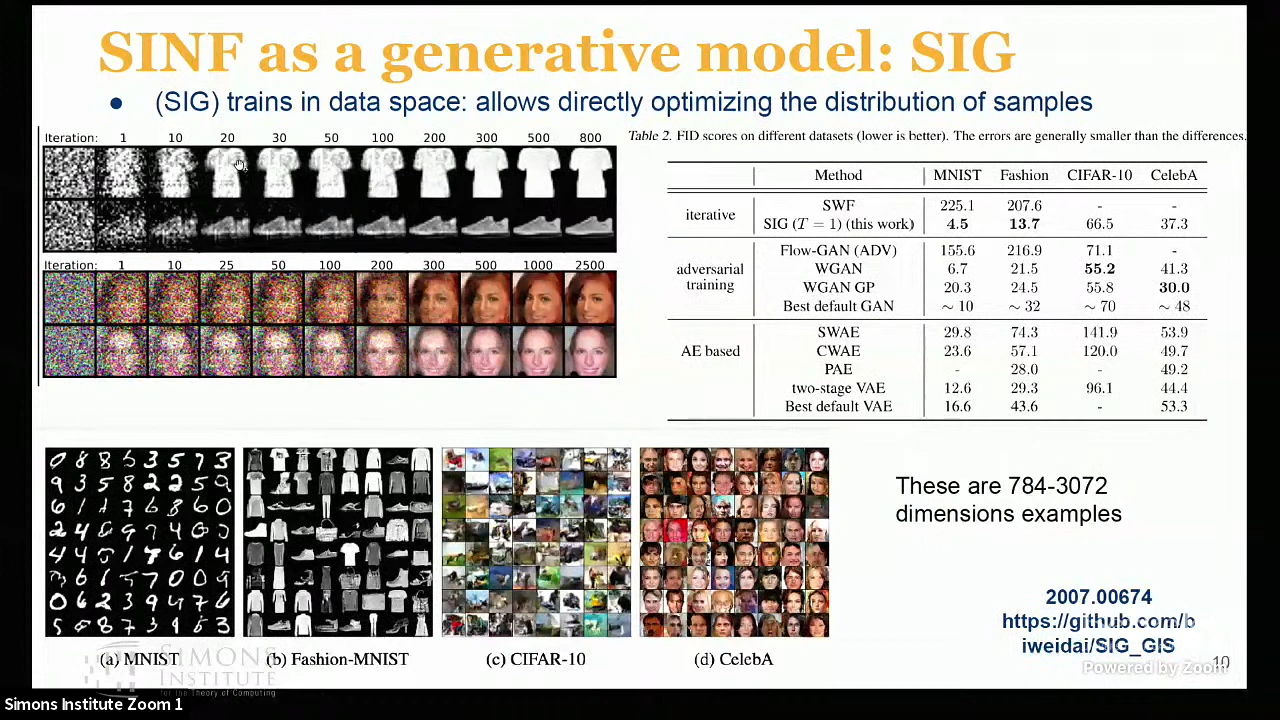 SINF as a generative model: SIG
● (SIG) trains in data space: allows directly optimizing the distribution of samples
Iteration: 1 10 20 30 50 100 200 300 500 800
Iteration: 1 10 25 50 100 200 300 500 1000 2500
Table 2. FID scores on different datasets (lower is better). The errors are generally smaller than the differences.
Method MNIST Fashion CIFAR-10 CelebA
iterative
SWF 225.1 207.6 - -
SIG (T = 1) (this work) 4.5 13.7 66.5 37.3
adversarial training
Flow-GAN (ADV) 155.6 216.9 71.1 -
WGAN 6.7 21.5 55.2 41.3
WGAN GP 20.3 24.5 55.8 30.0
Best default GAN ~ 10 ~ 32 ~ 70 ~ 48
AE based
SWAE 29.8 74.3 141.9 53.9
CWAE 23.6 57.1 120.0 49.7
PAE - 28.0 - 49.2
two-stage VAE 12.6 29.3 96.1 44.4
Best default VAE 16.6 43.6 - 53.3
These are 784-3072
dimensions examples
2007.00674
https://github.com/b
iweidai/SIG_GIS
(a) MNIST (b) Fashion-MNIST (c) CIFAR-10 (d) CelebA
SIMONS
INSTITUTE
for the Theory of Computing
Powered by Zoom
10
Simons Institute Zoom 1